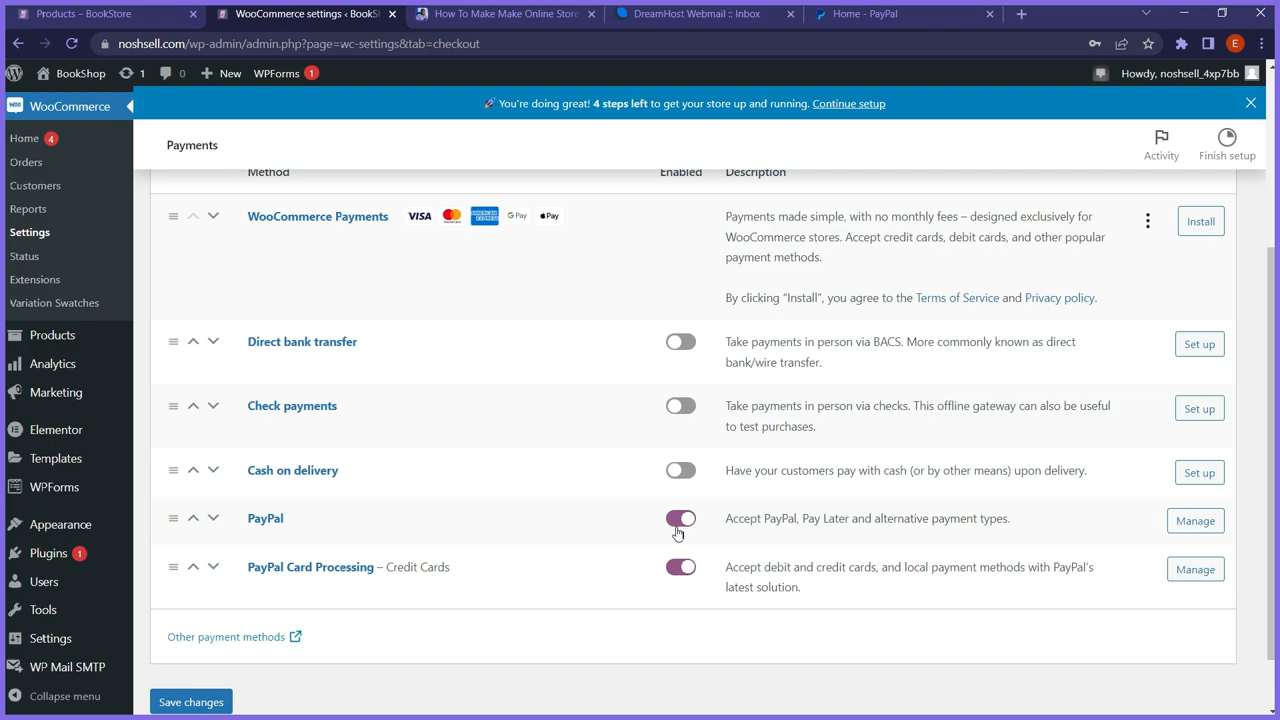 Products – BookStore
WooCommerce settings ‹ BookS
How To Make Make Online Store
DreamHost Webmail :: Inbox
Home - PayPal
noshsell.com/wp-admin/admin.php?page=wc-settings&tab=checkout
E
BookShop
1
0
New
WPForms
1
Howdy, noshsell_4xp7bb
WooCommerce
Home 4
Orders
Customers
Reports
Settings
Status
Extensions
Variation Swatches
Products
Analytics
Marketing
Elementor
Templates
WPForms
Appearance
Plugins 1
Users
Tools
Settings
WP Mail SMTP
Collapse menu
🚀 You're doing great! 4 steps left to get your store up and running. Continue setup
Payments
Activity
Finish setup
Method
Enabled
Description
WooCommerce Payments
VISA
AMERICAN EXPRESS
G Pay
Pay
Payments made simple, with no monthly fees – designed exclusively for
WooCommerce stores. Accept credit cards, debit cards, and other popular
payment methods.
By clicking “Install”, you agree to the Terms of Service and Privacy policy.
Install
Direct bank transfer
Take payments in person via BACS. More commonly known as direct
bank/wire transfer.
Set up
Check payments
Take payments in person via checks. This offline gateway can also be useful
to test purchases.
Set up
Cash on delivery
Have your customers pay with cash (or by other means) upon delivery.
Set up
PayPal
Accept PayPal, Pay Later and alternative payment types.
Manage
PayPal Card Processing – Credit Cards
Accept debit and credit cards, and local payment methods with PayPal's
latest solution.
Manage
Other payment methods
Save changes